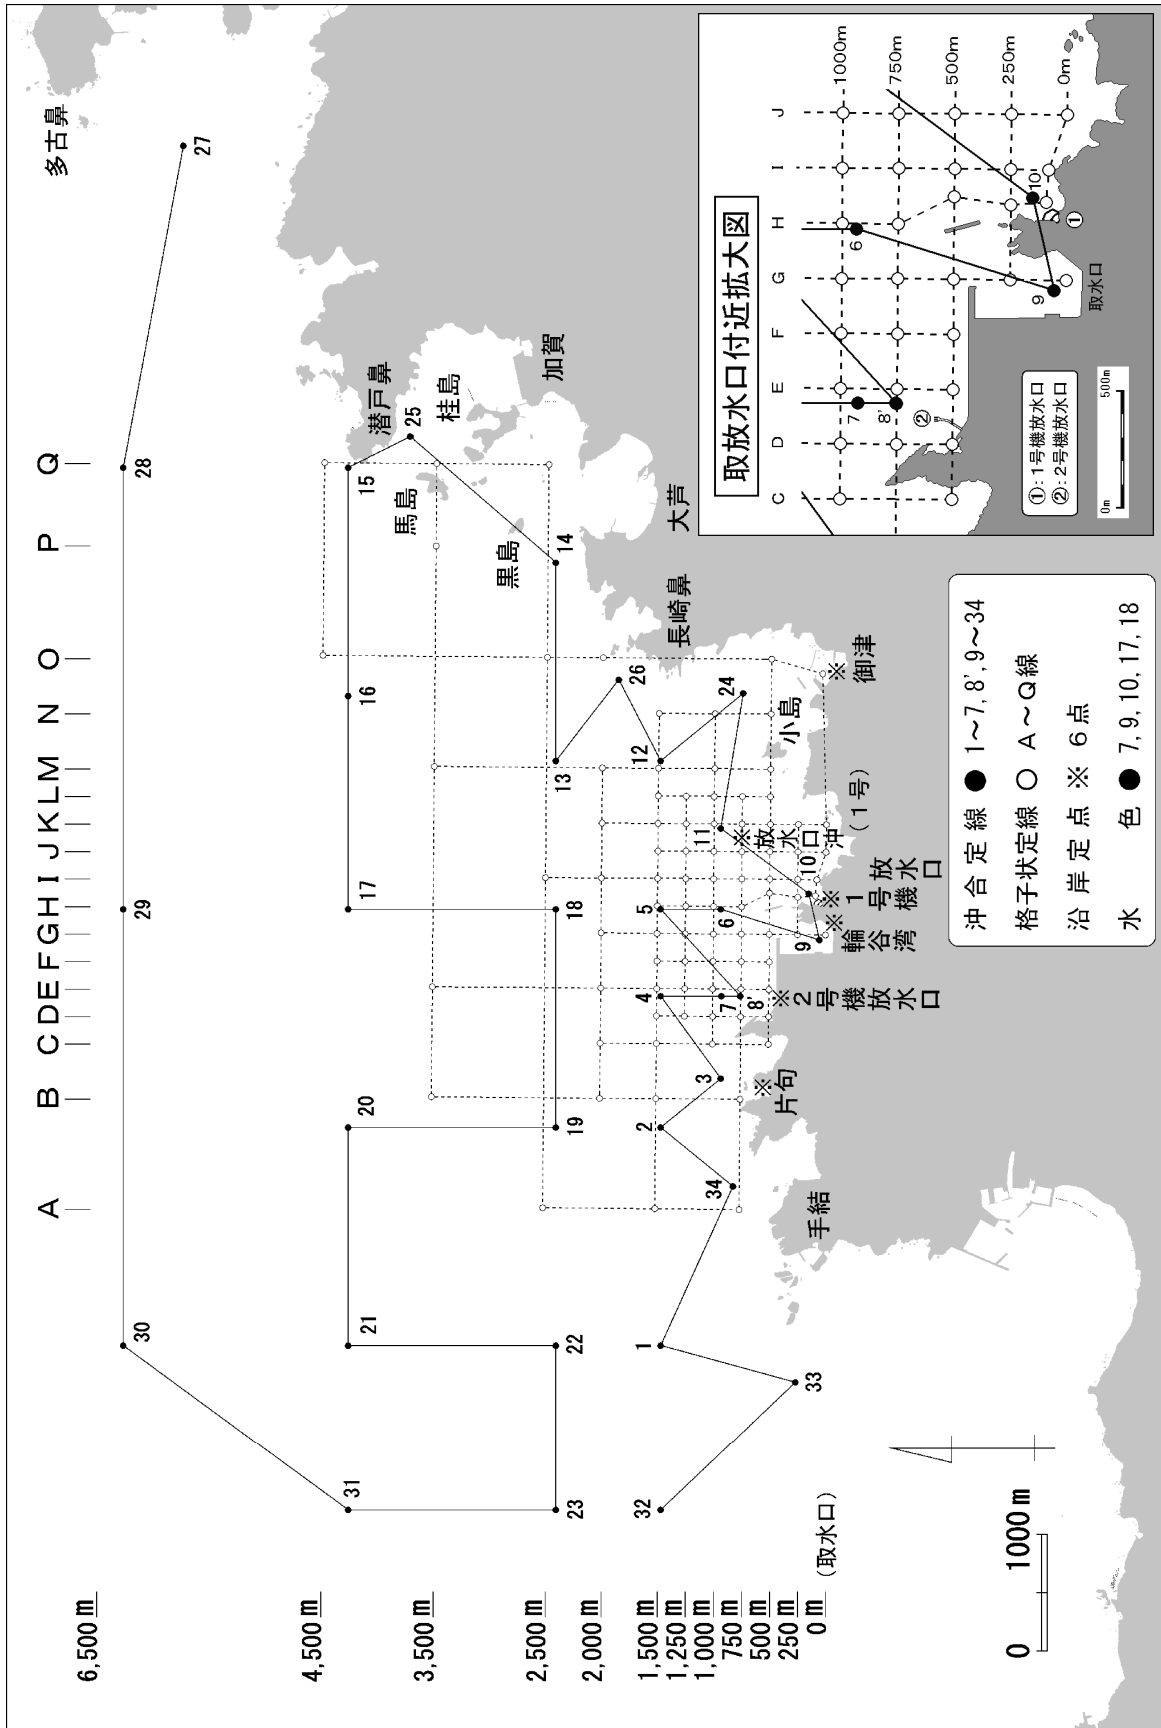 A B C D E F G H I J K L M N O P Q
6,500m
4,500m
3,500m
2,500m
2,000m
1,500m
1,250m
1,000m
750m
500m
250m
0m
(取水口)
30
29
28
27
多古鼻
31
21
20
17
16
15
潜戸鼻
25
桂島
加賀
馬島
23
22
19
18
13
14
黒島
大芦
26
長崎鼻
32
1
2
4
5
12
24
小島
御津
※
33
34
3
7
8
6
11
※放水口沖
(1号)
10
9
手結
※
片句
※2号機放水口
※
輪谷湾
※1号機放水口
0 1000m
沖合定線 ● 1～7,8',9～34
格子状定線 ○ A～Q線
沿岸定点 ※ 6点
水色 ● 7,9,10,17,18
取放水口付近拡大図
C D E F G H I J
1000m
750m
500m
250m
0m
6
7
8'
9
10
①
②
取水口
①:1号機放水口
②:2号機放水口
0m 500m